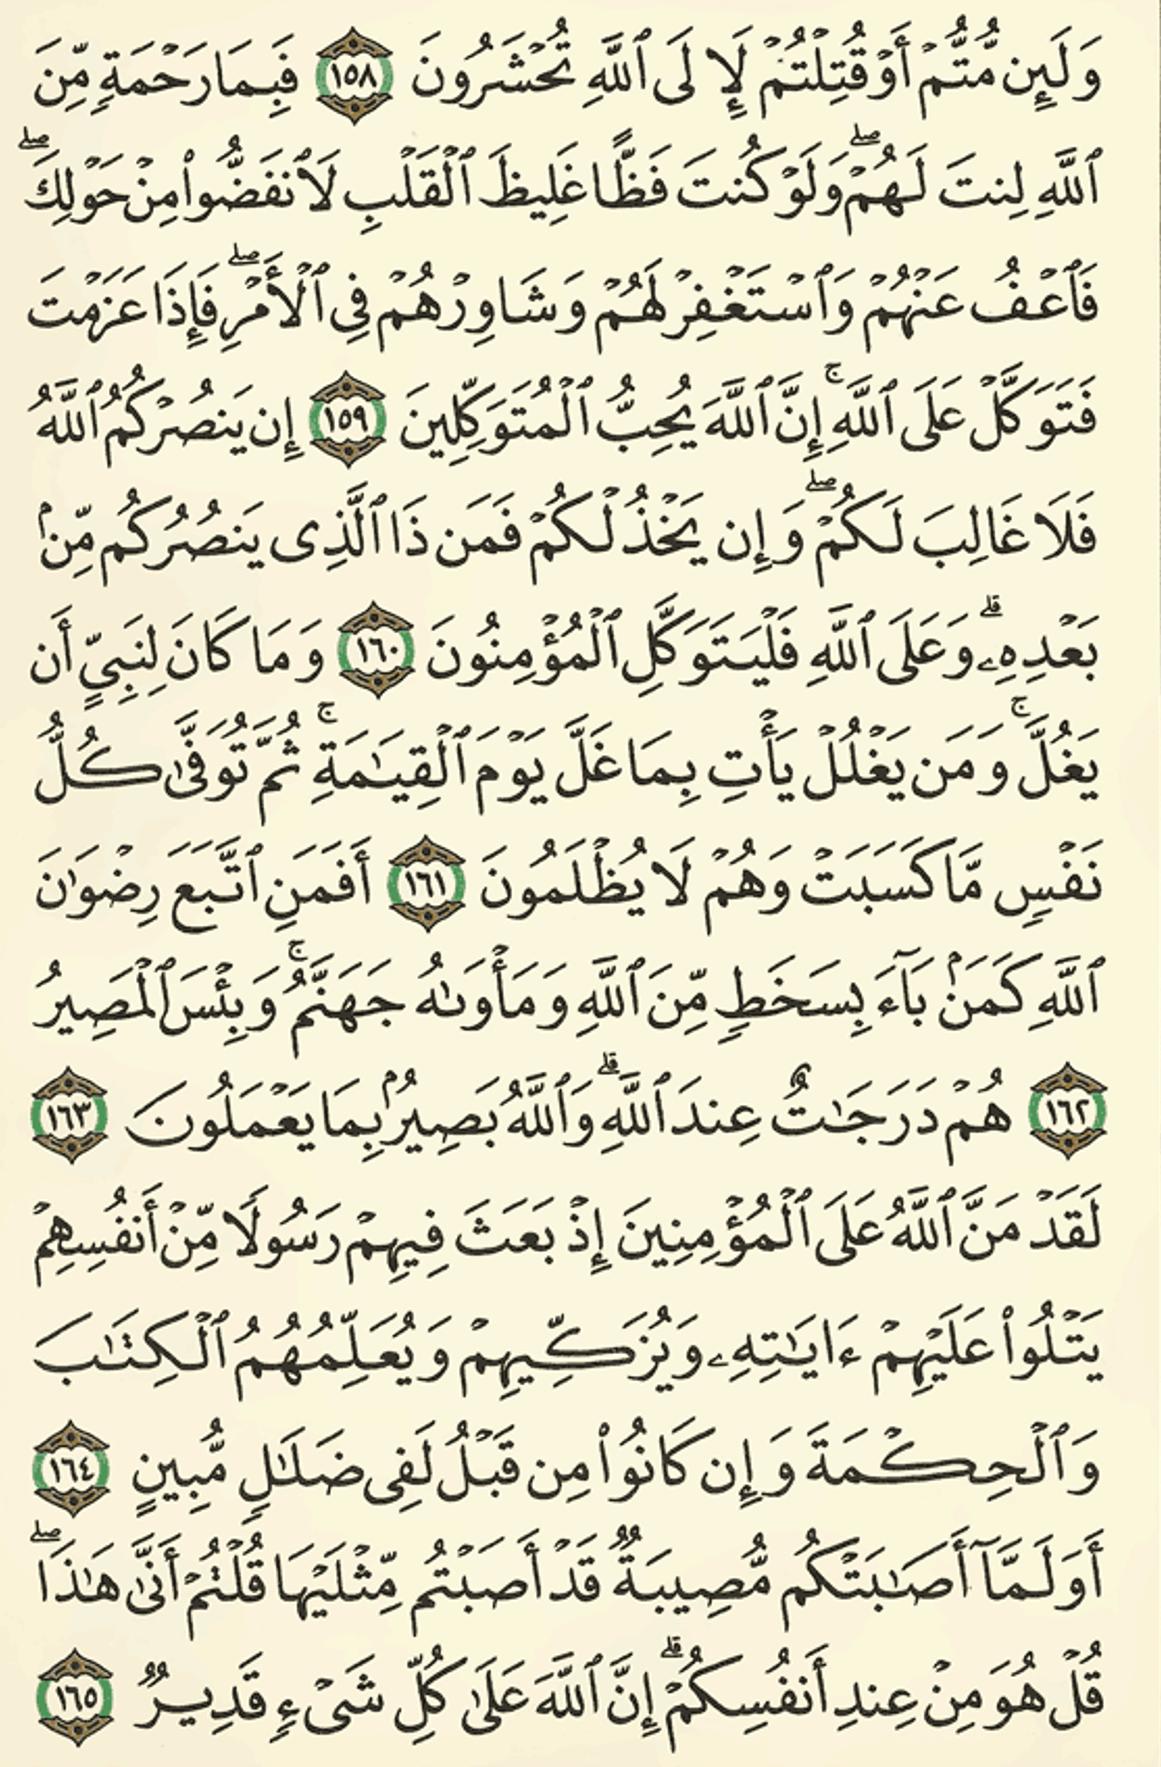 وَلَئِن مُّتُّمْ أَوْ قُتِلْتُمْ لَإِلَى ٱللَّهِ تُحْشَرُونَ ١٥٨ فَبِمَا رَحْمَةٍ مِّنَ
ٱللَّهِ لِنتَ لَهُمْ ۖ وَلَوْ كُنتَ فَظًّا غَلِيظَ ٱلْقَلْبِ لَٱنفَضُّوا۟ مِنْ حَوْلِكَ ۖ
فَٱعْفُ عَنْهُمْ وَٱسْتَغْفِرْ لَهُمْ وَشَاوِرْهُمْ فِى ٱلْأَمْرِ ۖ فَإِذَا عَزَمْتَ
فَتَوَكَّلْ عَلَى ٱللَّهِ ۚ إِنَّ ٱللَّهَ يُحِبُّ ٱلْمُتَوَكِّلِينَ ١٥٩ إِن يَنصُرْكُمُ ٱللَّهُ
فَلَا غَالِبَ لَكُمْ ۖ وَإِن يَخْذُلْكُمْ فَمَن ذَا ٱلَّذِى يَنصُرُكُم مِّنۢ
بَعْدِهِۦ ۗ وَعَلَى ٱللَّهِ فَلْيَتَوَكَّلِ ٱلْمُؤْمِنُونَ ١٦٠ وَمَا كَانَ لِنَبِىٍّ أَن
يَغُلَّ ۚ وَمَن يَغْلُلْ يَأْتِ بِمَا غَلَّ يَوْمَ ٱلْقِيَـٰمَةِ ۚ ثُمَّ تُوَفَّىٰ كُلُّ
نَفْسٍ مَّا كَسَبَتْ وَهُمْ لَا يُظْلَمُونَ ١٦١ أَفَمَنِ ٱتَّبَعَ رِضْوَٰنَ
ٱللَّهِ كَمَنۢ بَآءَ بِسَخَطٍ مِّنَ ٱللَّهِ وَمَأْوَىٰهُ جَهَنَّمُ ۚ وَبِئْسَ ٱلْمَصِيرُ
١٦٢ هُمْ دَرَجَـٰتٌ عِندَ ٱللَّهِ ۗ وَٱللَّهُ بَصِيرٌۢ بِمَا يَعْمَلُونَ ١٦٣
لَقَدْ مَنَّ ٱللَّهُ عَلَى ٱلْمُؤْمِنِينَ إِذْ بَعَثَ فِيهِمْ رَسُولًا مِّنْ أَنفُسِهِمْ
يَتْلُوا۟ عَلَيْهِمْ ءَايَـٰتِهِۦ وَيُزَكِّيهِمْ وَيُعَلِّمُهُمُ ٱلْكِتَـٰبَ
وَٱلْحِكْمَةَ وَإِن كَانُوا۟ مِن قَبْلُ لَفِى ضَلَـٰلٍ مُّبِينٍ ١٦٤
أَوَلَمَّآ أَصَـٰبَتْكُم مُّصِيبَةٌ قَدْ أَصَبْتُم مِّثْلَيْهَا قُلْتُمْ أَنَّىٰ هَـٰذَا ۖ
قُلْ هُوَ مِنْ عِندِ أَنفُسِكُمْ ۗ إِنَّ ٱللَّهَ عَلَىٰ كُلِّ شَىْءٍ قَدِيرٌ ١٦٥